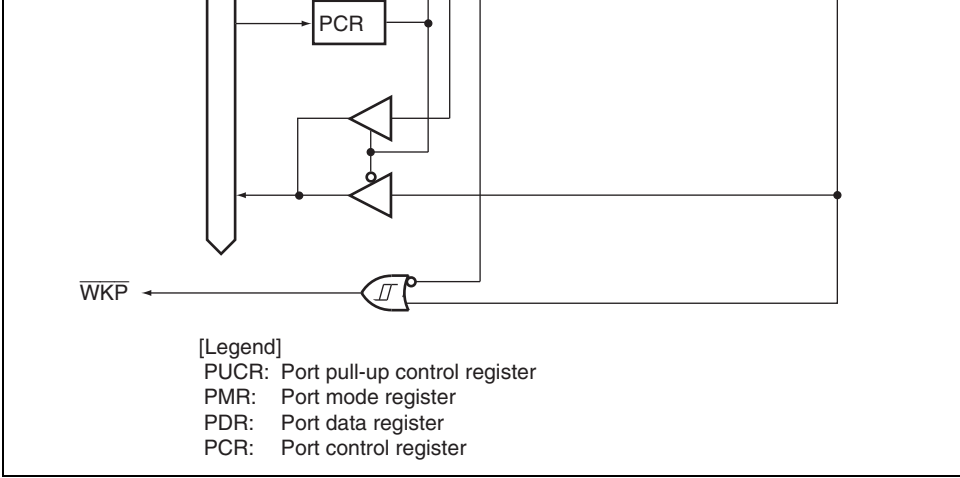 PCR
WKP
[Legend]
PUCR: Port pull-up control register
PMR: Port mode register
PDR: Port data register
PCR: Port control register